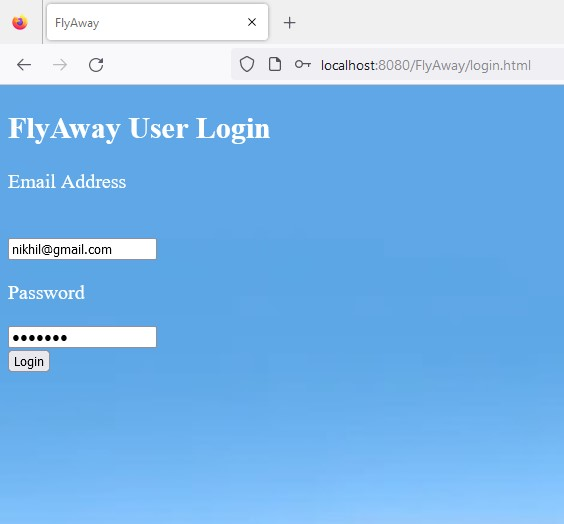 FlyAway
localhost:8080/FlyAway/login.html
FlyAway User Login
Email Address
nikhil@gmail.com
Password
•••••••
Login